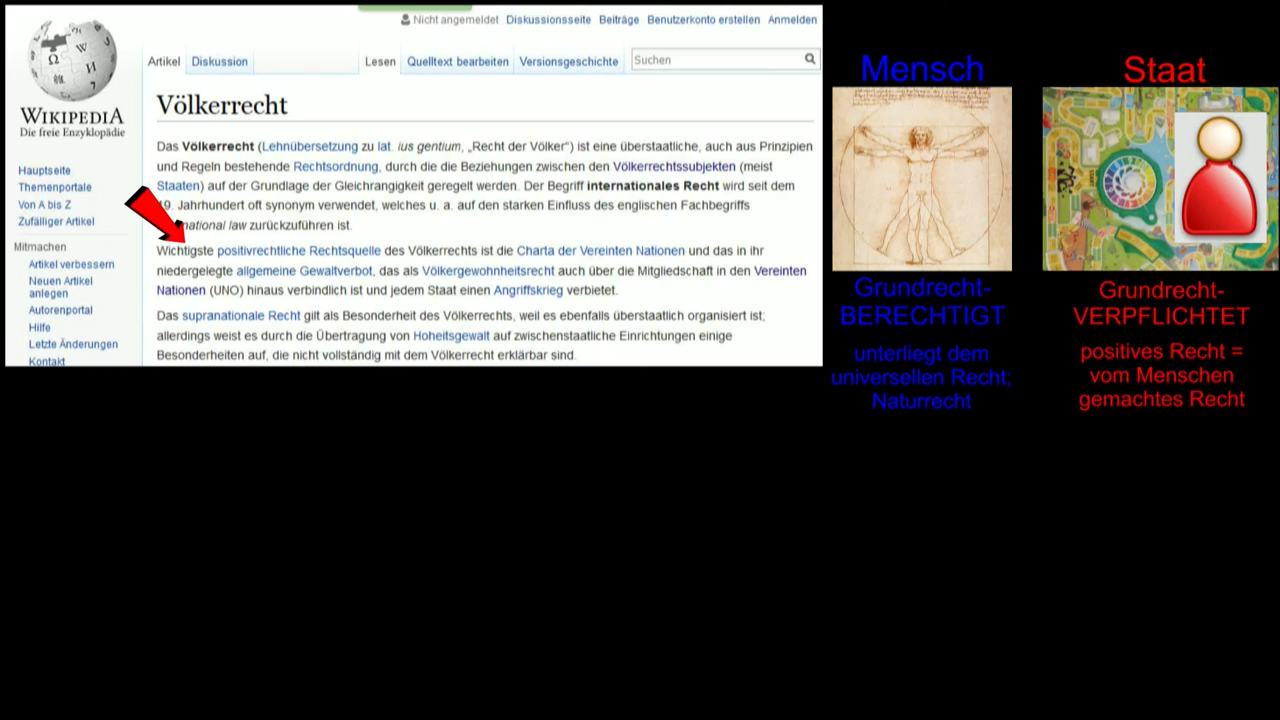 Nicht angemeldet Diskussionsseite Beiträge Benutzerkonto erstellen Anmelden
Artikel Diskussion Lesen Quelltext bearbeiten Versionsgeschichte Suchen
WIKIPEDIA
Die freie Enzyklopädie
Hauptseite
Themenportale
Von A bis Z
Zufälliger Artikel
Mitmachen
Artikel verbessern
Neuen Artikel
anlegen
Autorenportal
Hilfe
Letzte Änderungen
Kontakt
Völkerrecht
Das Völkerrecht (Lehnübersetzung zu lat. ius gentium, „Recht der Völker“) ist eine überstaatliche, auch aus Prinzipien
und Regeln bestehende Rechtsordnung, durch die die Beziehungen zwischen den Völkerrechtssubjekten (meist
Staaten) auf der Grundlage der Gleichrangigkeit geregelt werden. Der Begriff internationales Recht wird seit dem
19. Jahrhundert oft synonym verwendet, welches u. a. auf den starken Einfluss des englischen Fachbegriffs
national law zurückzuführen ist.
Wichtigste positivrechtliche Rechtsquelle des Völkerrechts ist die Charta der Vereinten Nationen und das in ihr
niedergelegte allgemeine Gewaltverbot, das als Völkergewohnheitsrecht auch über die Mitgliedschaft in den Vereinten
Nationen (UNO) hinaus verbindlich ist und jedem Staat einen Angriffskrieg verbietet.
Das supranationale Recht gilt als Besonderheit des Völkerrechts, weil es ebenfalls überstaatlich organisiert ist;
allerdings weist es durch die Übertragung von Hoheitsgewalt auf zwischenstaatliche Einrichtungen einige
Besonderheiten auf, die nicht vollständig mit dem Völkerrecht erklärbar sind.
Mensch
Grundrecht-
BERECHTIGT
unterliegt dem
universellen Recht;
Naturrecht
Staat
Grundrecht-
VERPFLICHTET
positives Recht =
vom Menschen
gemachtes Recht